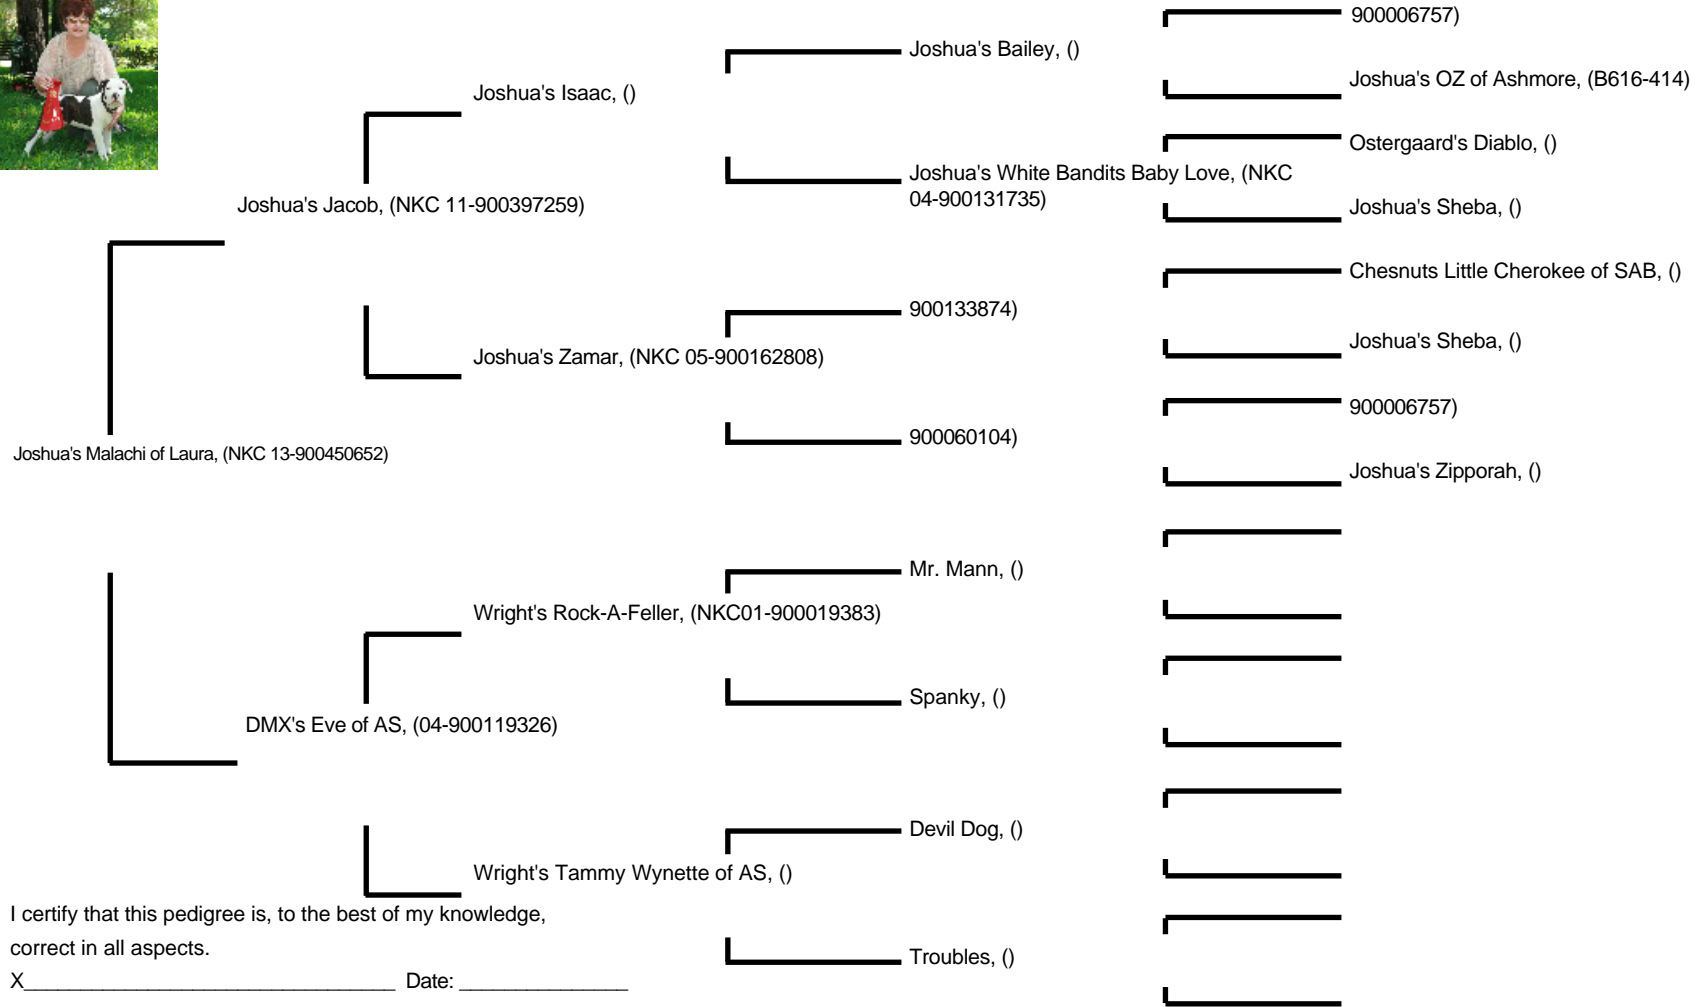 900006757)
Joshua's Bailey, ()
Joshua's OZ of Ashmore, (B616-414)
Joshua's Isaac, ()
Ostergaard's Diablo, ()
Joshua's White Bandits Baby Love, (NKC
04-900131735)
Joshua's Jacob, (NKC 11-900397259)
Joshua's Sheba, ()
Chesnuts Little Cherokee of SAB, ()
900133874)
Joshua's Sheba, ()
Joshua's Zamar, (NKC 05-900162808)
900006757)
900060104)
Joshua's Malachi of Laura, (NKC 13-900450652)
Joshua's Zipporah, ()
Mr. Mann, ()
Wright's Rock-A-Feller, (NKC01-900019383)
Spanky, ()
DMX's Eve of AS, (04-900119326)
Devil Dog, ()
Wright's Tammy Wynette of AS, ()
I certify that this pedigree is, to the best of my knowledge,
correct in all aspects.
Troubles, ()
X_________________________________ Date: _______________